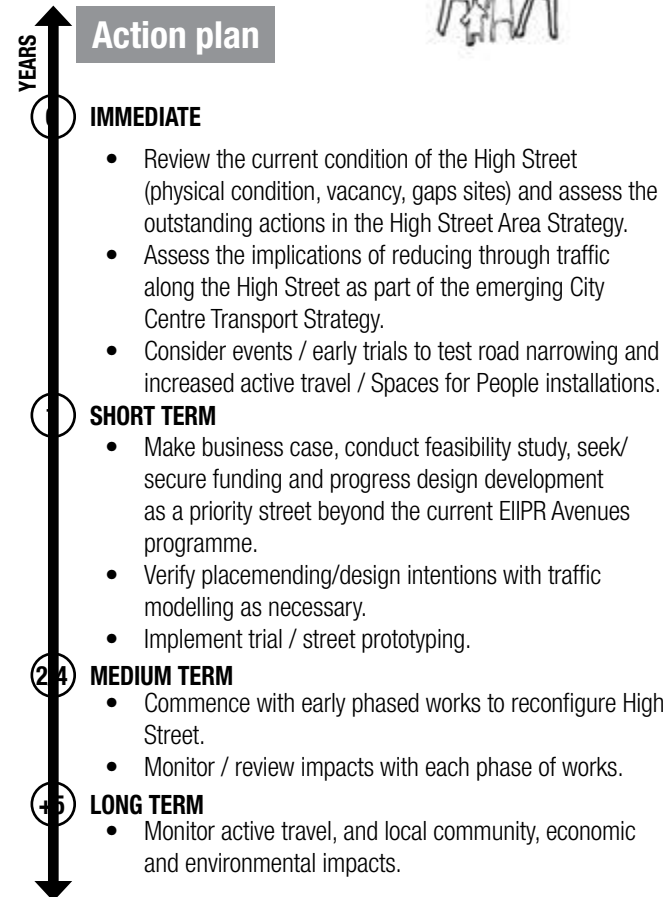 YEARS
Action plan
IMMEDIATE
• Review the current condition of the High Street
(physical condition, vacancy, gaps sites) and assess the
outstanding actions in the High Street Area Strategy.
• Assess the implications of reducing through traffic
along the High Street as part of the emerging City
Centre Transport Strategy.
• Consider events / early trials to test road narrowing and
increased active travel / Spaces for People installations.
SHORT TERM
• Make business case, conduct feasibility study, seek/
secure funding and progress design development
as a priority street beyond the current EIIPR Avenues
programme.
• Verify placemending/design intentions with traffic
modelling as necessary.
• Implement trial / street prototyping.
MEDIUM TERM
• Commence with early phased works to reconfigure High
Street.
• Monitor / review impacts with each phase of works.
+5 LONG TERM
• Monitor active travel, and local community, economic
and environmental impacts.